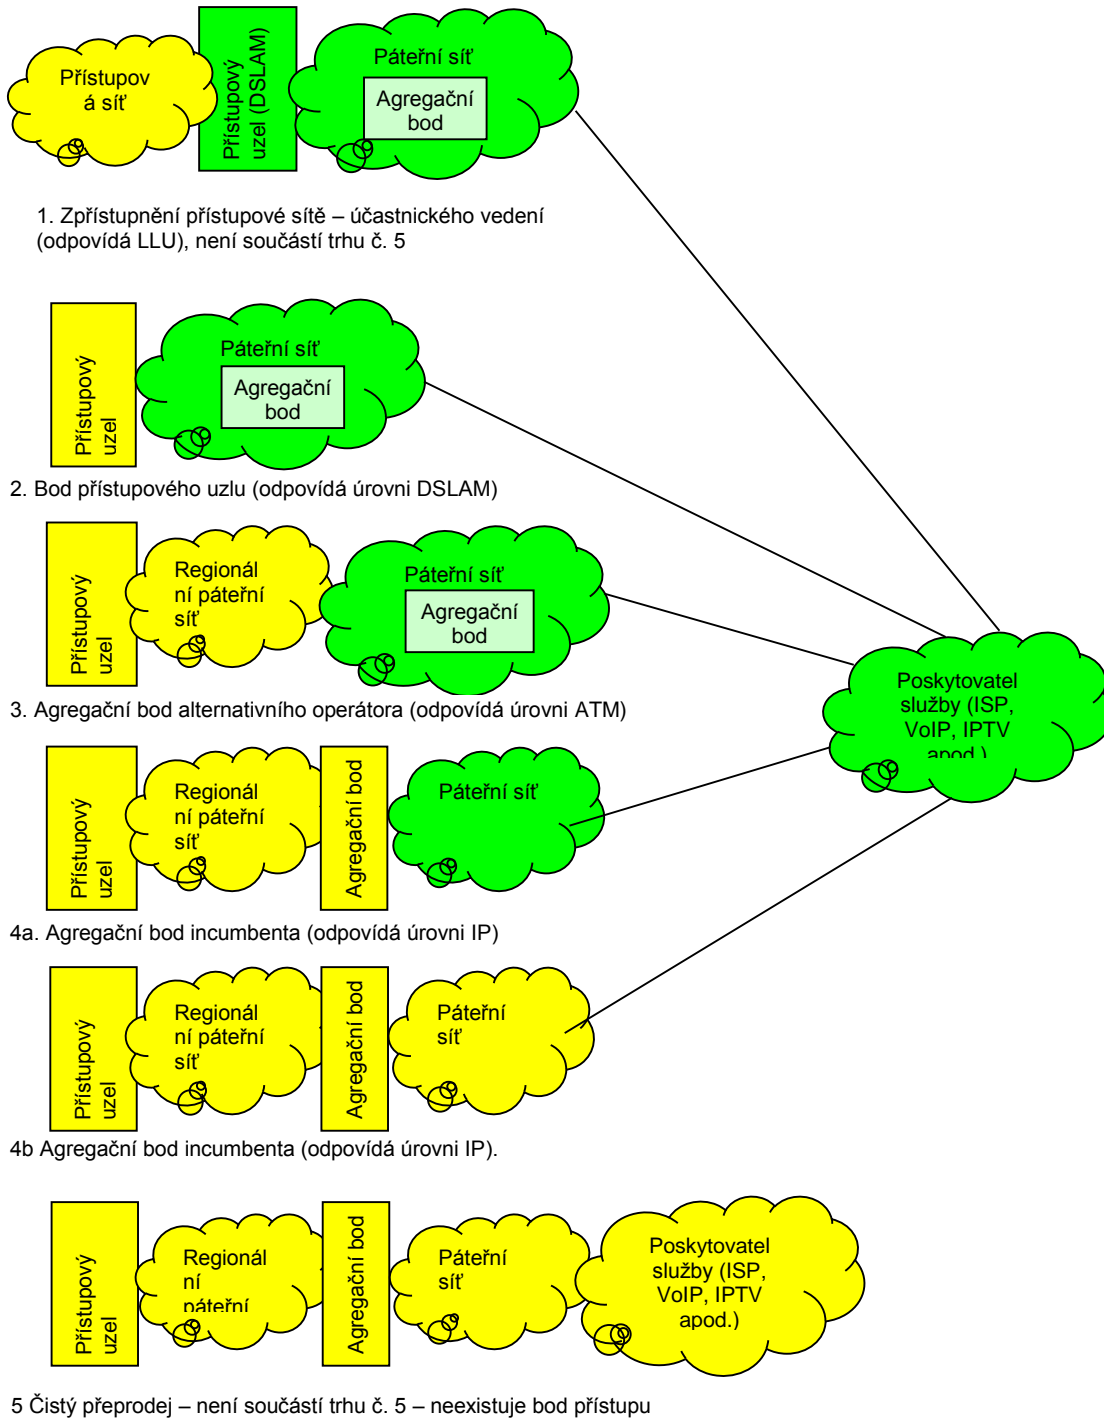 Přístupov
á síť
Přístupový
uzel (DSLAM)
Páteřní síť
Agregační
bod
1. Zpřístupnění přístupové sítě – účastnického vedení
(odpovídá LLU), není součástí trhu č. 5
Přístupový
uzel
Páteřní síť
Agregační
bod
2. Bod přístupového uzlu (odpovídá úrovni DSLAM)
Přístupový
uzel
Regionál
ní páteřní
síť
Páteřní síť
Agregační
bod
3. Agregační bod alternativního operátora (odpovídá úrovni ATM)
Poskytovatel
služby (ISP,
VoIP, IPTV
apod.)
Přístupový
uzel
Regionál
ní páteřní
síť
Agregační bod
Páteřní síť
4a. Agregační bod incumbenta (odpovídá úrovni IP)
Přístupový
uzel
Regionál
ní páteřní
síť
Agregační bod
Páteřní
síť
4b Agregační bod incumbenta (odpovídá úrovni IP).
Přístupový
uzel
Regionál
ní
páteřní
Agregační bod
Páteřní
síť
Poskytovatel
služby (ISP,
VoIP, IPTV
apod.)
5 Čistý přeprodej – není součástí trhu č. 5 – neexistuje bod přístupu